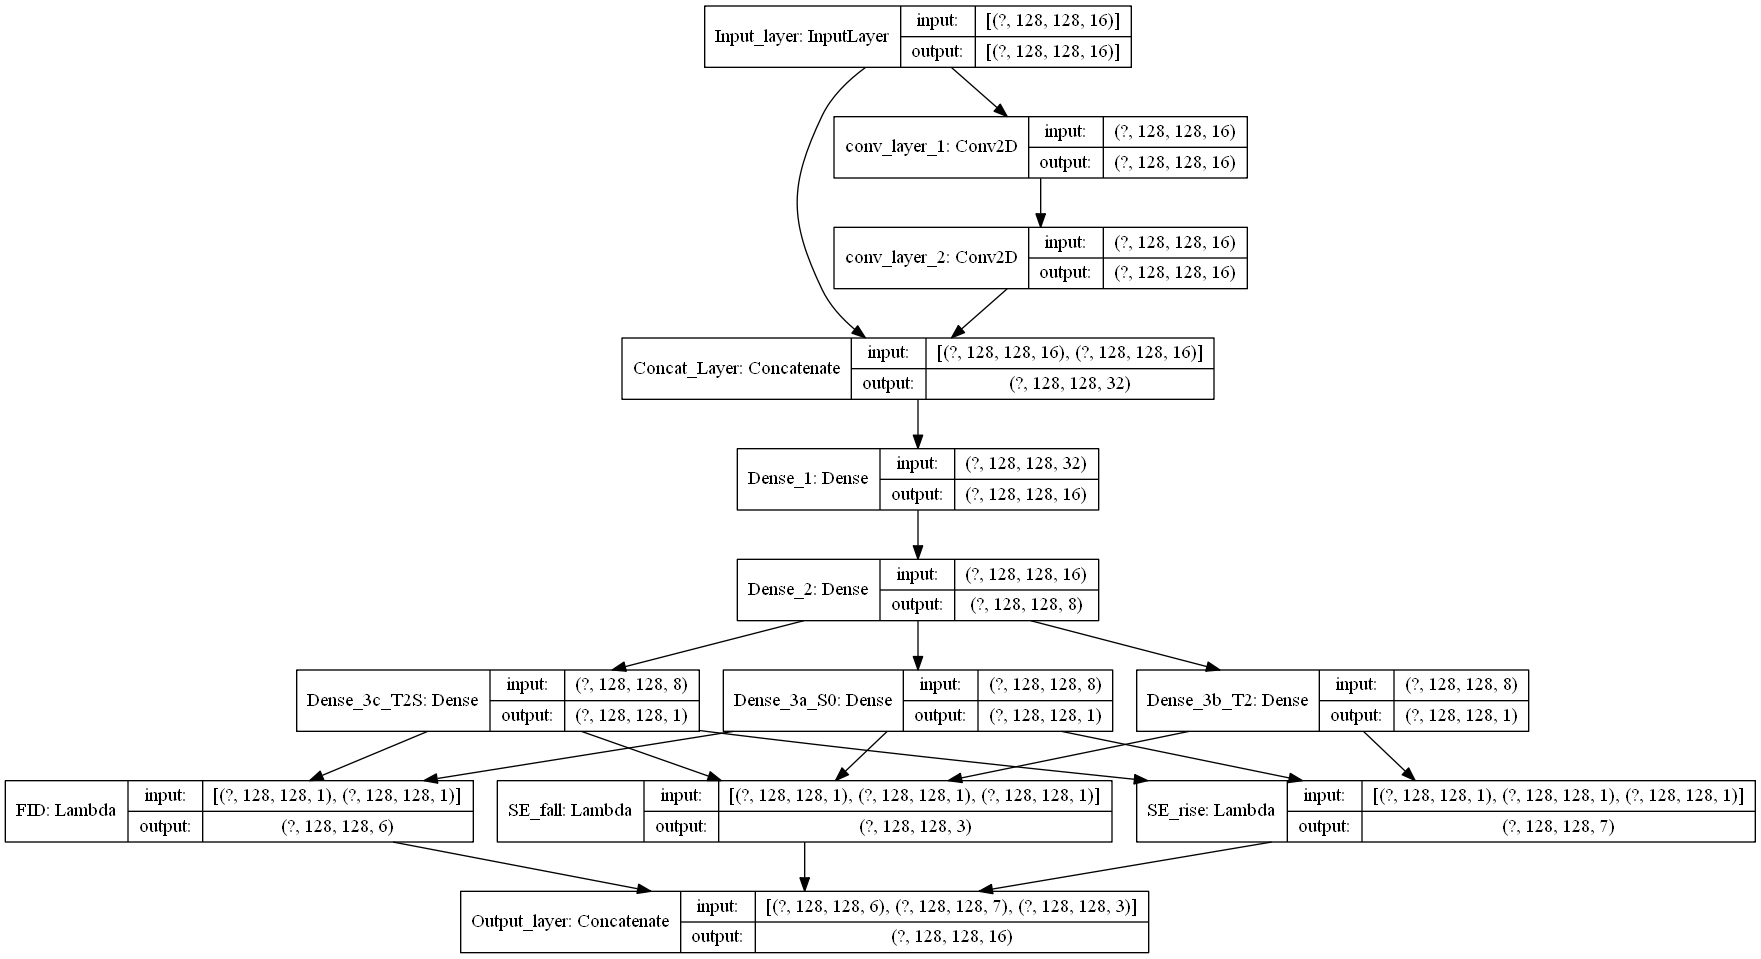 Input_layer: InputLayer
input:
[(?, 128, 128, 16)]
output:
[(?, 128, 128, 16)]
conv_layer_1: Conv2D
input:
(?, 128, 128, 16)
output:
(?, 128, 128, 16)
conv_layer_2: Conv2D
input:
(?, 128, 128, 16)
output:
(?, 128, 128, 16)
Concat_Layer: Concatenate
input:
[(?, 128, 128, 16), (?, 128, 128, 16)]
output:
(?, 128, 128, 32)
Dense_1: Dense
input:
(?, 128, 128, 32)
output:
(?, 128, 128, 16)
Dense_2: Dense
input:
(?, 128, 128, 16)
output:
(?, 128, 128, 8)
Dense_3c_T2S: Dense
input:
(?, 128, 128, 8)
output:
(?, 128, 128, 1)
Dense_3a_S0: Dense
input:
(?, 128, 128, 8)
output:
(?, 128, 128, 1)
Dense_3b_T2: Dense
input:
(?, 128, 128, 8)
output:
(?, 128, 128, 1)
FID: Lambda
input:
[(?, 128, 128, 1), (?, 128, 128, 1)]
output:
(?, 128, 128, 6)
SE_fall: Lambda
input:
[(?, 128, 128, 1), (?, 128, 128, 1), (?, 128, 128, 1)]
output:
(?, 128, 128, 3)
SE_rise: Lambda
input:
[(?, 128, 128, 1), (?, 128, 128, 1), (?, 128, 128, 1)]
output:
(?, 128, 128, 7)
Output_layer: Concatenate
input:
[(?, 128, 128, 6), (?, 128, 128, 7), (?, 128, 128, 3)]
output:
(?, 128, 128, 16)